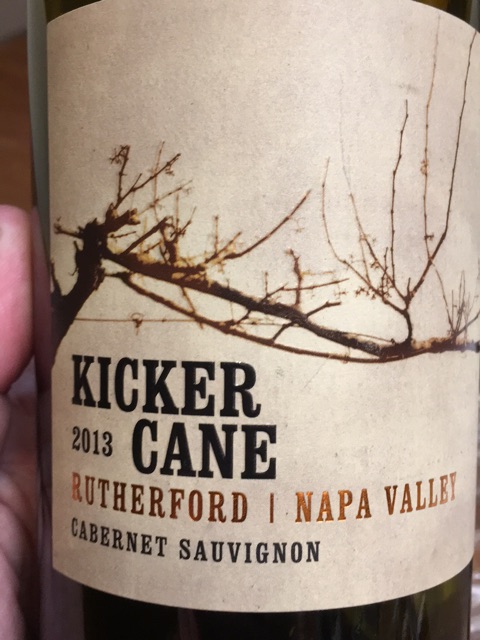 KICKER
2013 CANE
RUTHERFORD | NAPA VALLEY
CABERNET SAUVIGNON